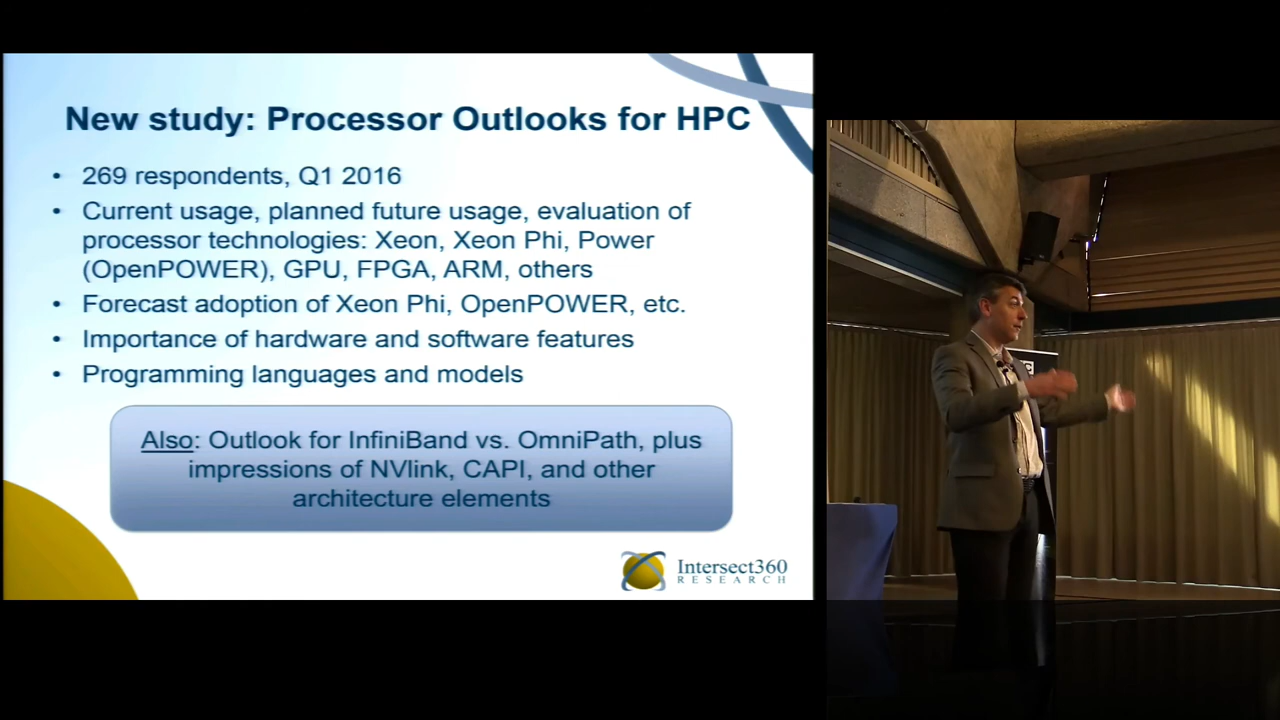 New study: Processor Outlooks for HPC
• 269 respondents, Q1 2016
• Current usage, planned future usage, evaluation of
processor technologies: Xeon, Xeon Phi, Power
(OpenPOWER), GPU, FPGA, ARM, others
• Forecast adoption of Xeon Phi, OpenPOWER, etc.
• Importance of hardware and software features
• Programming languages and models
Also: Outlook for InfiniBand vs. OmniPath, plus
impressions of NVlink, CAPI, and other
architecture elements
Intersect360
RESEARCH